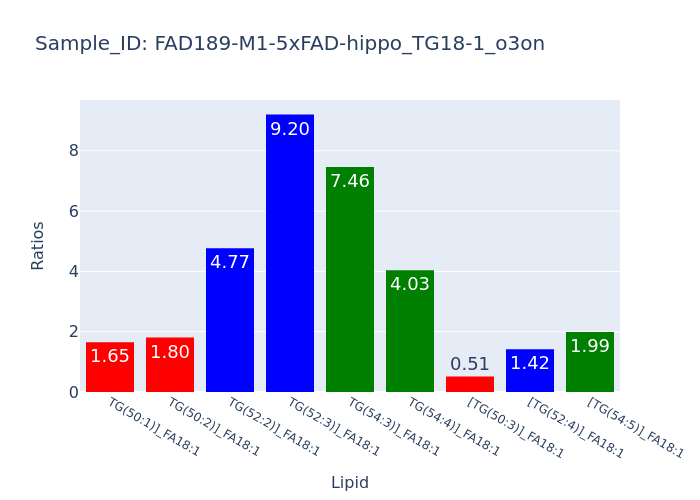 Sample_ID: FAD189-M1-5xFAD-hippo_TG18-1_o3on
Ratios
8
6
4
2
0
1.65
1.80
4.77
9.20
7.46
4.03
0.51
1.42
1.99
TG(50:1)]_FA18:1
TG(50:2)]_FA18:1
TG(52:2)]_FA18:1
TG(52:3)]_FA18:1
TG(54:3)]_FA18:1
TG(54:4)]_FA18:1
[TG(50:3)]_FA18:1
[TG(52:4)]_FA18:1
[TG(54:5)]_FA18:1
Lipid